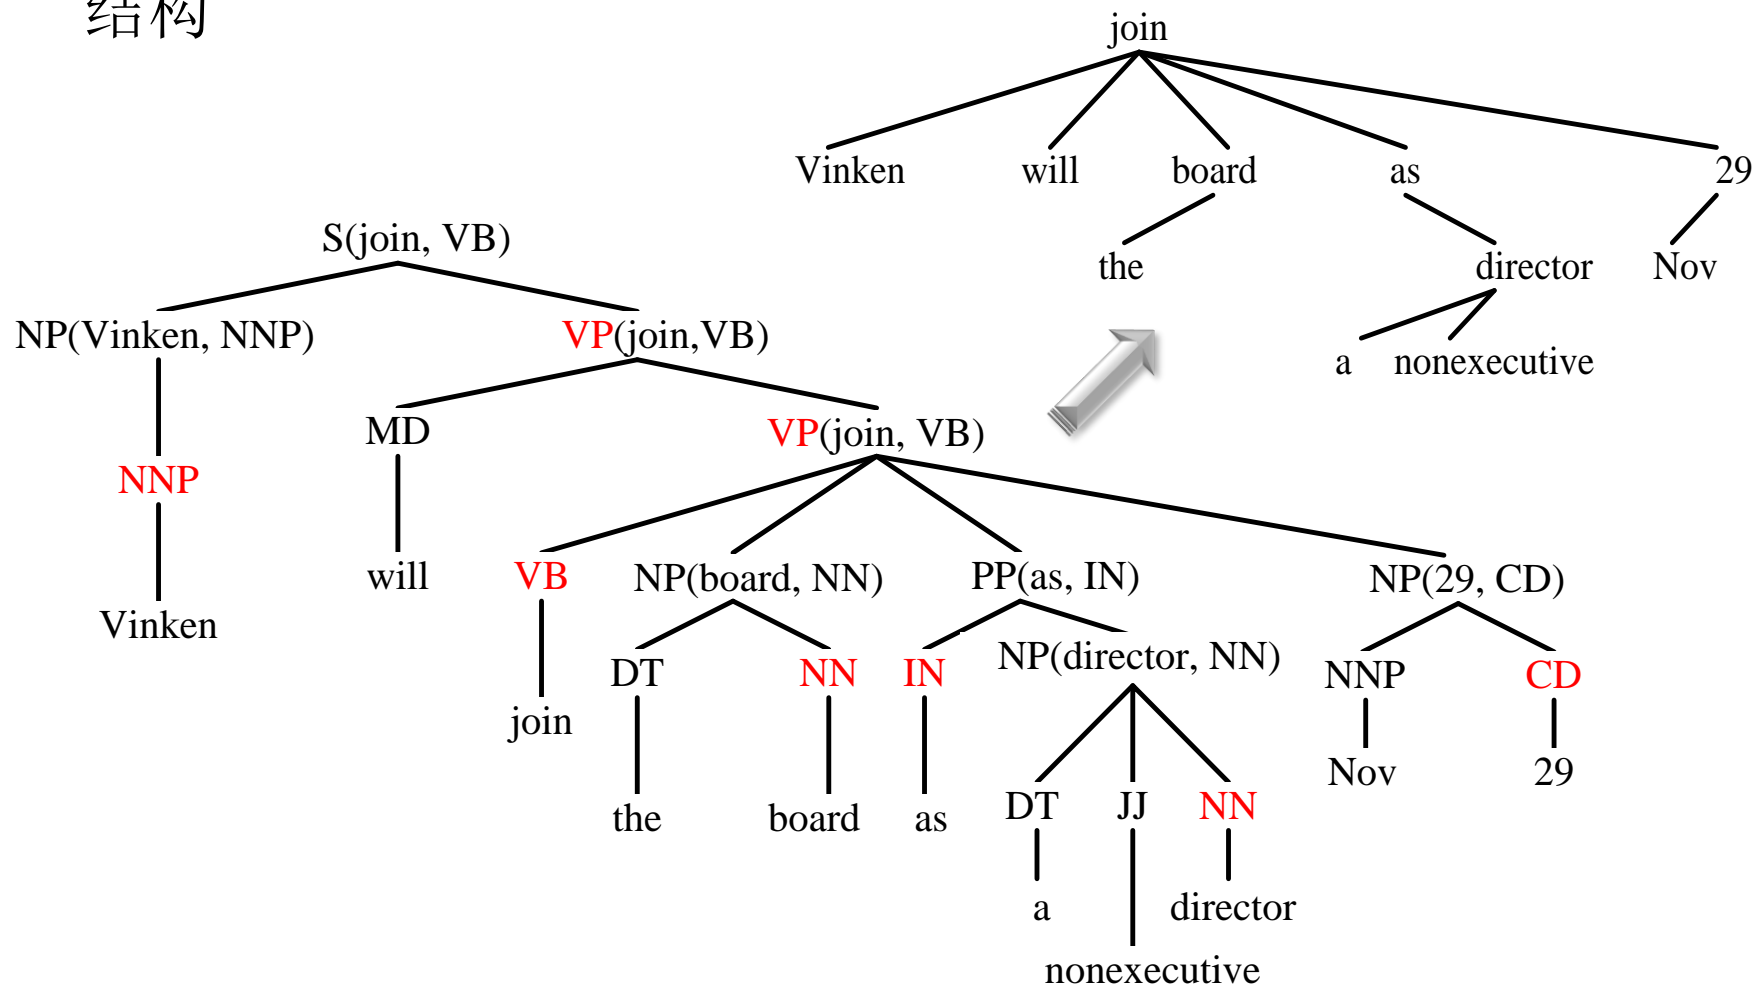 结构
join
Vinken will board as 29
the director Nov
a nonexecutive
S(join, VB)
NP(Vinken, NNP) VP(join,VB)
MD VP(join, VB)
NNP
will VB NP(board, NN) PP(as, IN) NP(29, CD)
Vinken
DT NN IN NP(director, NN) NNP CD
join
the board as DT JJ NN Nov 29
a director
nonexecutive